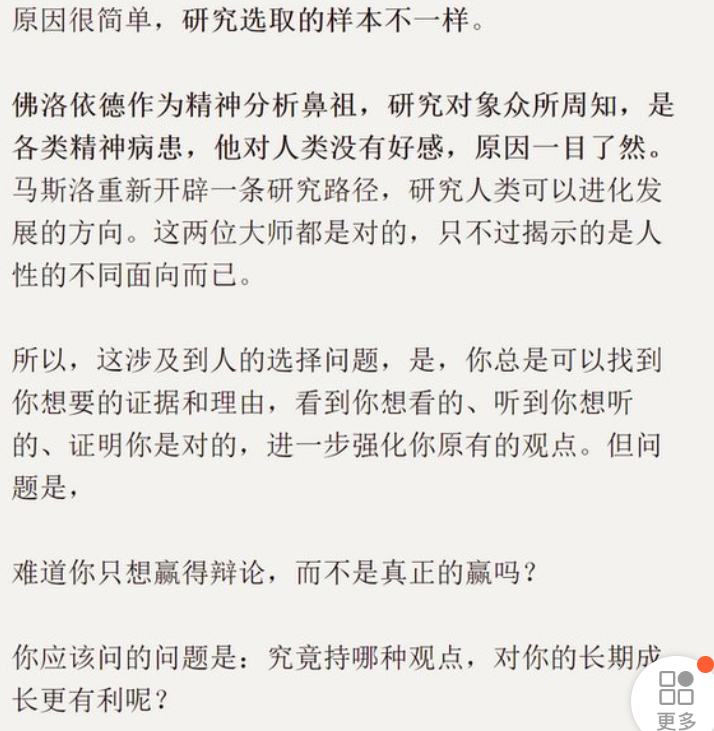 原因很简单，研究选取的样本不一样。
佛洛依德作为精神分析鼻祖，研究对象众所周知，是
各类精神病患，他对人类没有好感，原因一目了然。
马斯洛重新开辟一条研究路径，研究人类可以进化发
展的方向。这两位大师都是对的，只不过揭示的是人
性的不同面向而已。
所以，这涉及到人的选择问题，是，你总是可以找到
你想要的证据和理由，看到你想看的、听到你想听
的、证明你是对的，进一步强化你原有的观点。但问
题是，
难道你只想赢得辩论，而不是真正的赢吗？
你应该问的问题是：究竟持哪种观点，对你的长期成
长更有利呢？
更多